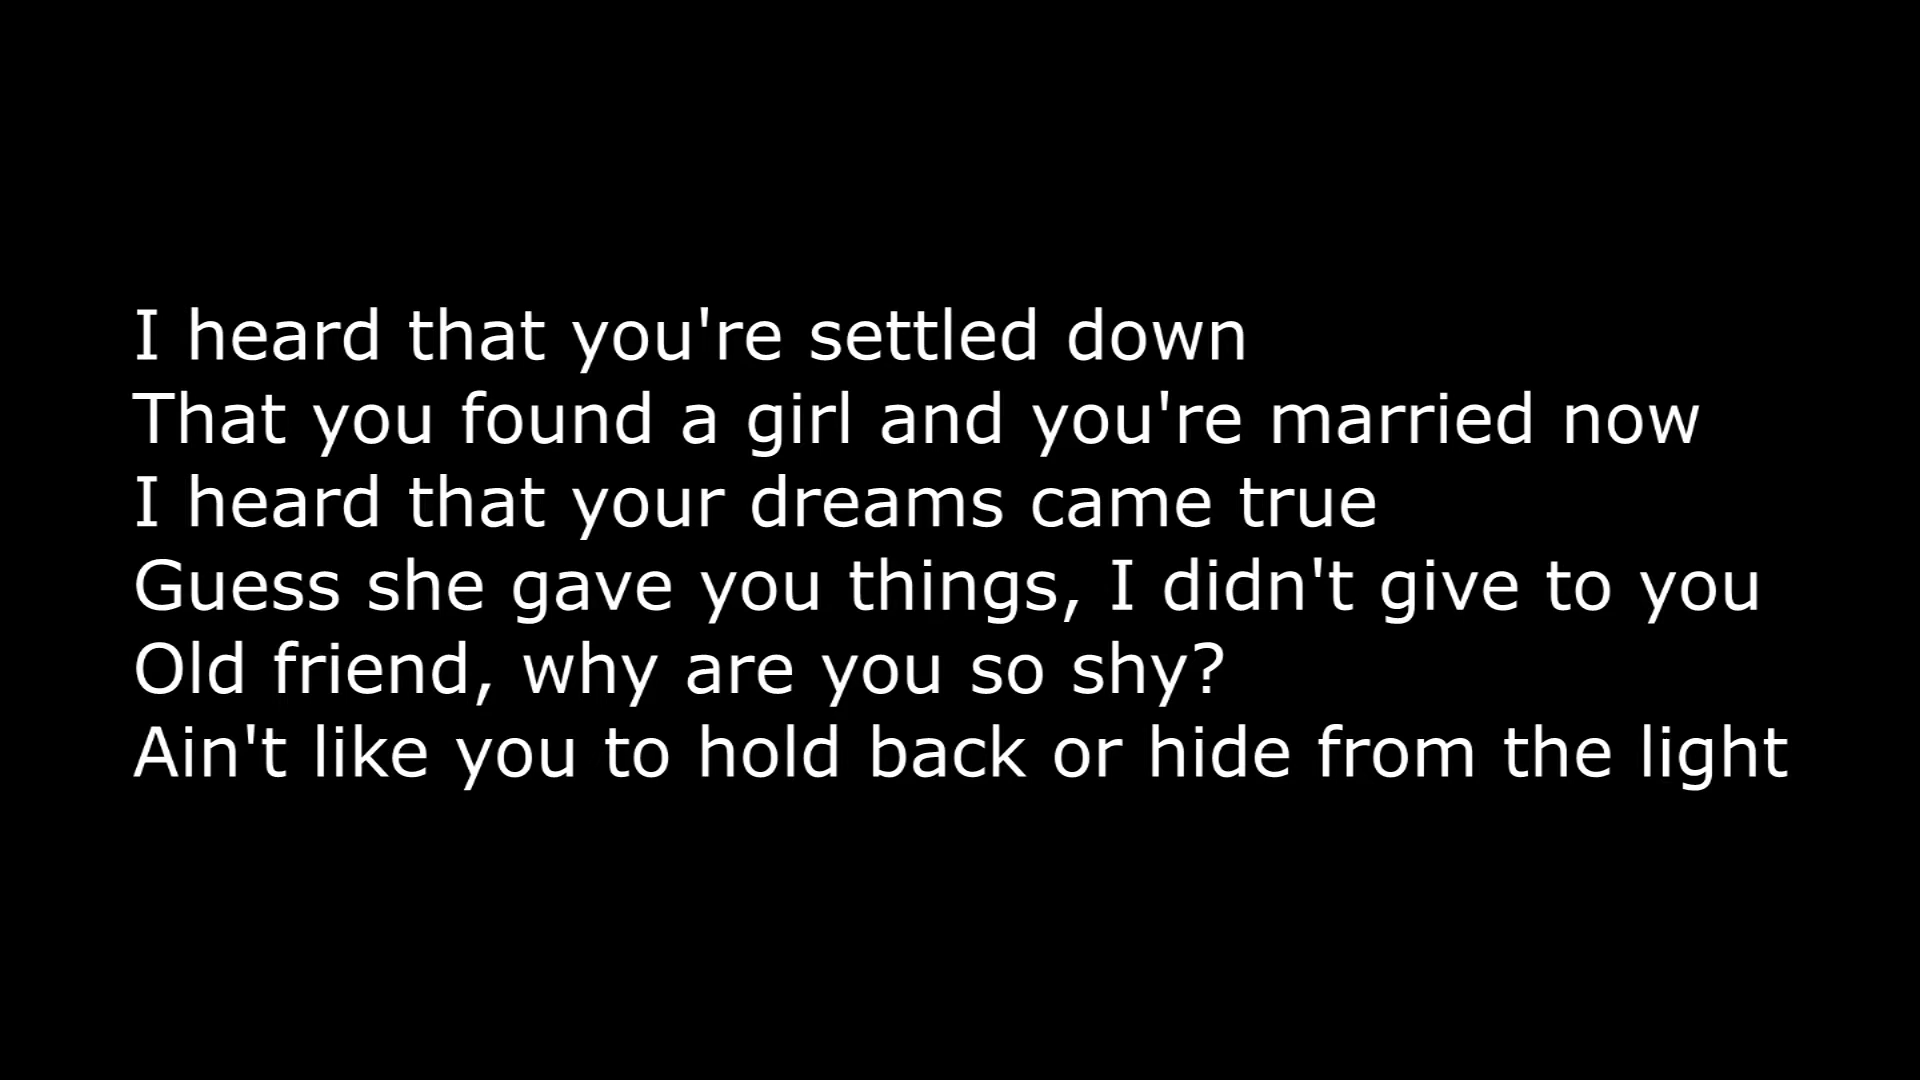 I heard that you're settled down
That you found a girl and you're married now
I heard that your dreams came true
Guess she gave you things, I didn't give to you
Old friend, why are you so shy?
Ain't like you to hold back or hide from the light